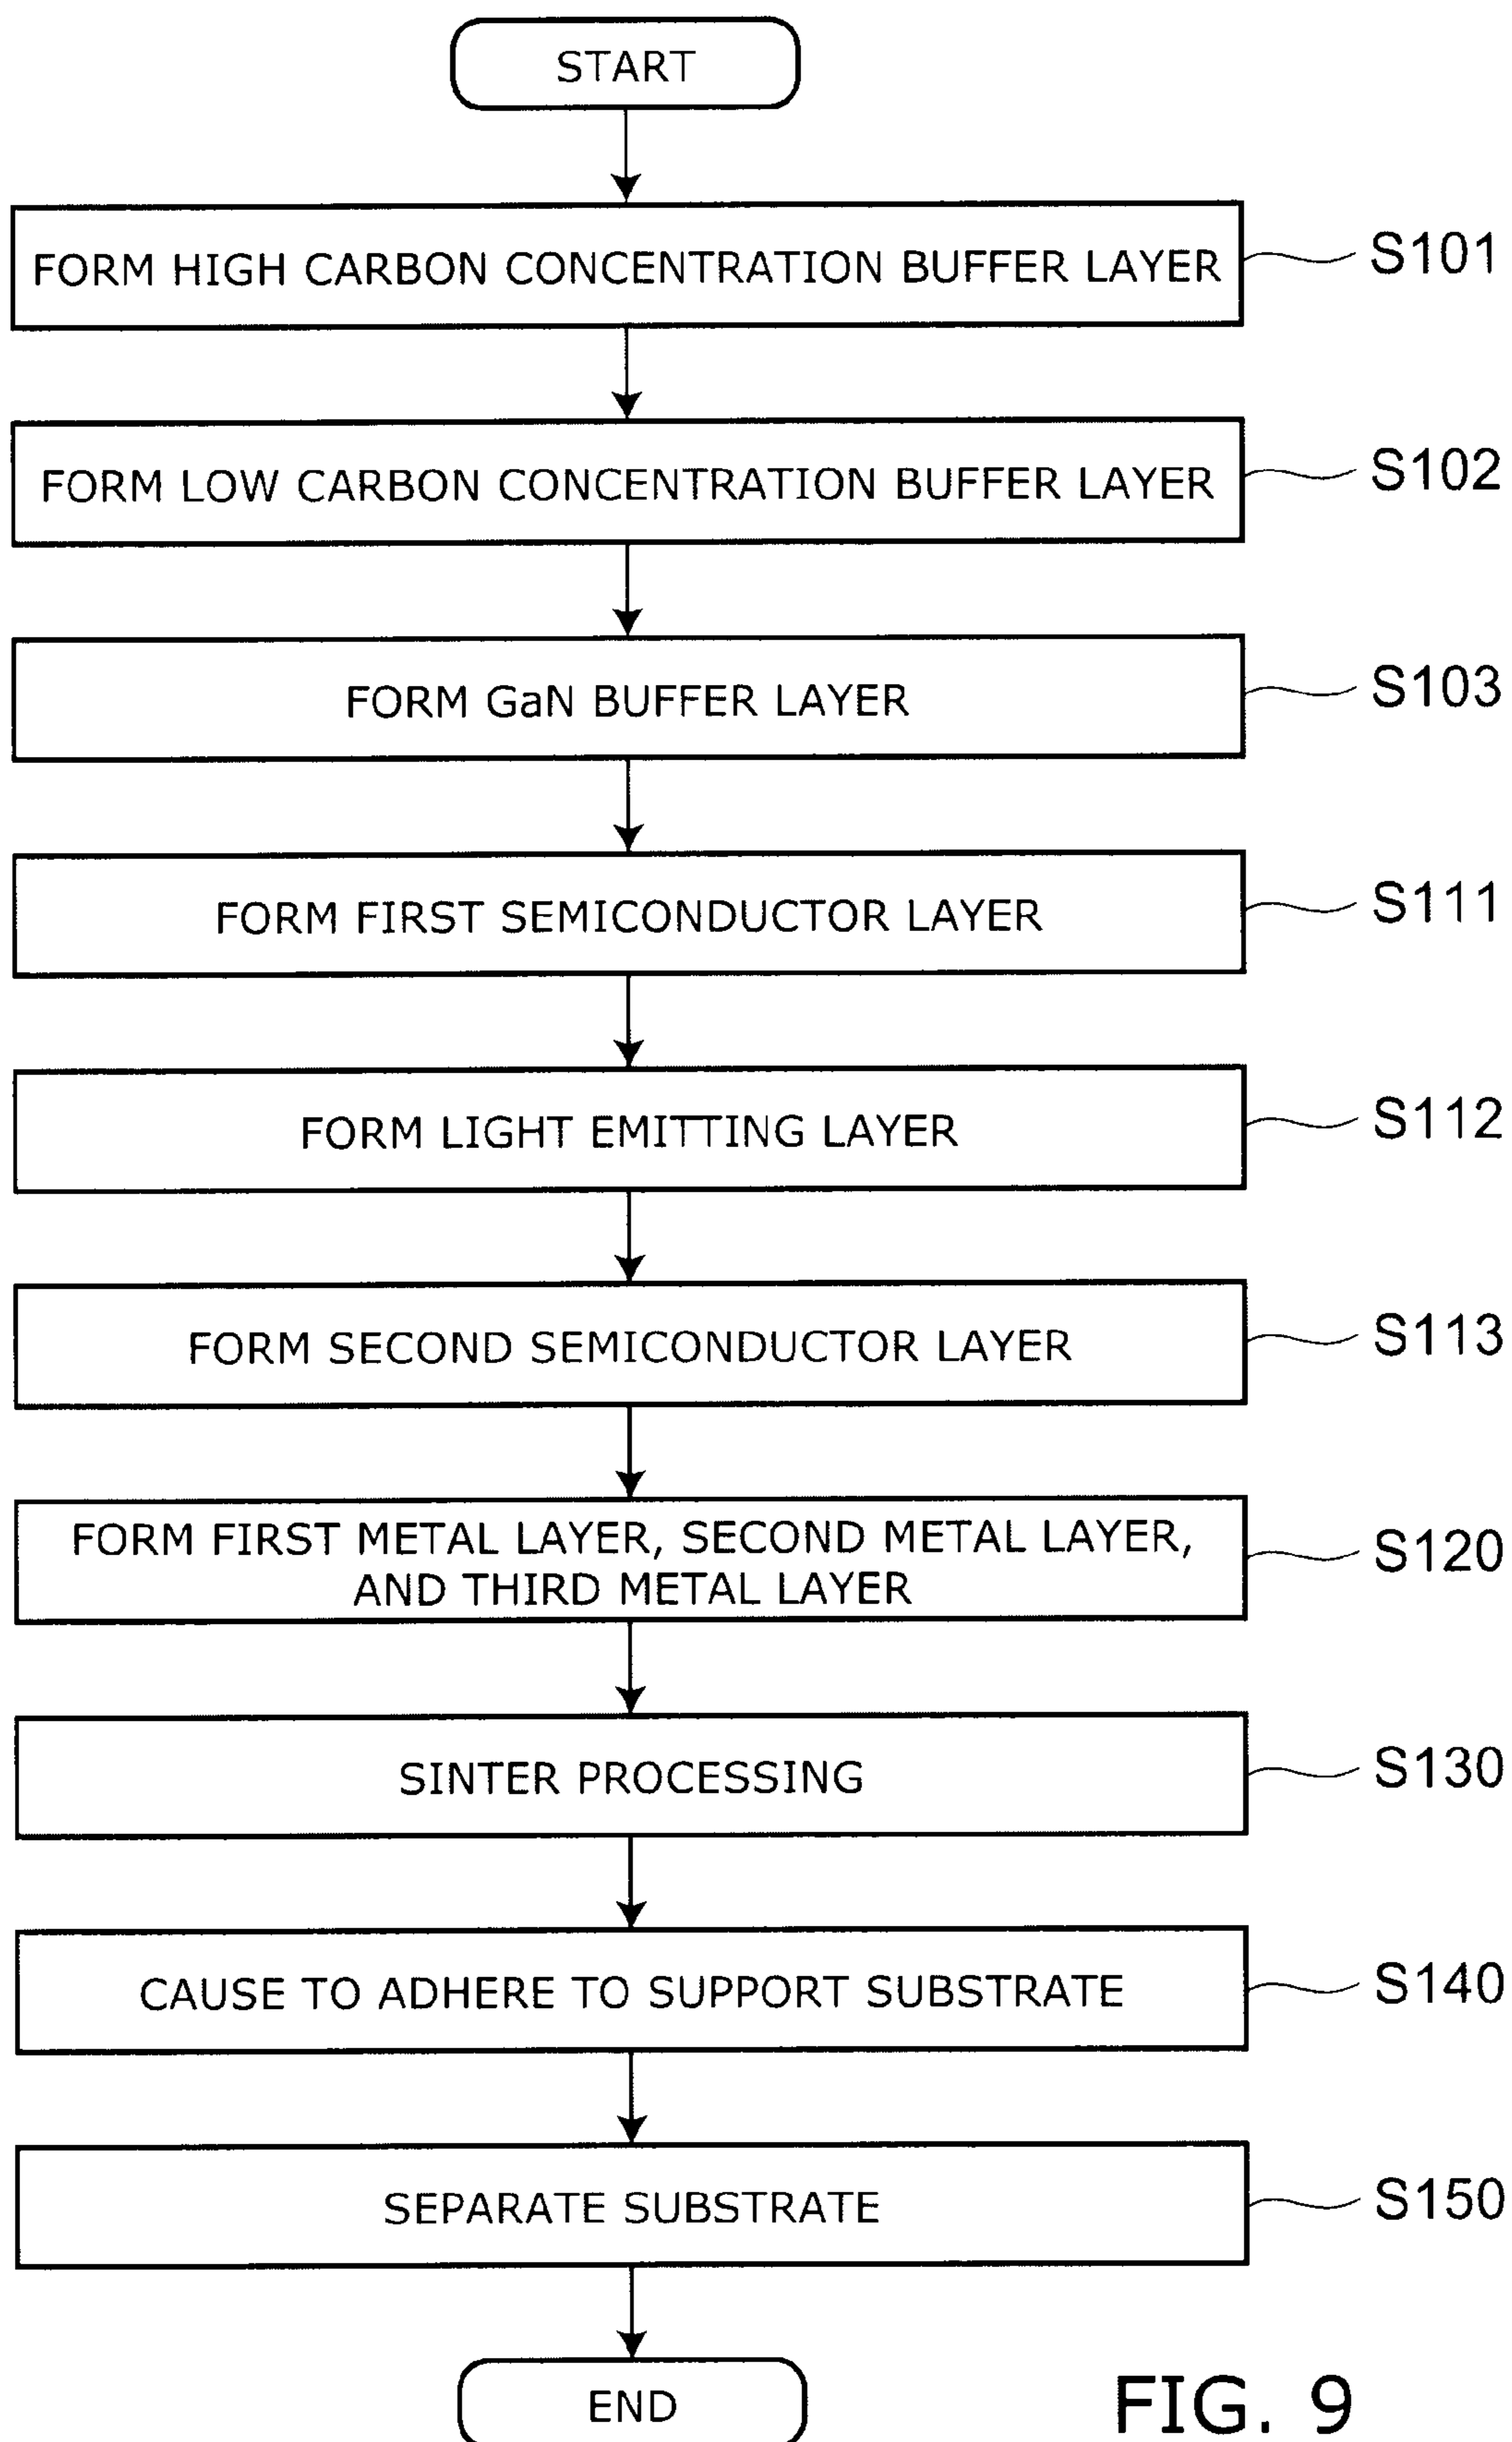 START
FORM HIGH CARBON CONCENTRATION BUFFER LAYER
S101
FORM LOW CARBON CONCENTRATION BUFFER LAYER
S102
FORM GaN BUFFER LAYER
S103
FORM FIRST SEMICONDUCTOR LAYER
S111
FORM LIGHT EMITTING LAYER
S112
FORM SECOND SEMICONDUCTOR LAYER
S113
FORM FIRST METAL LAYER, SECOND METAL LAYER,
AND THIRD METAL LAYER
S120
SINTER PROCESSING
S130
CAUSE TO ADHERE TO SUPPORT SUBSTRATE
S140
SEPARATE SUBSTRATE
S150
END
FIG. 9